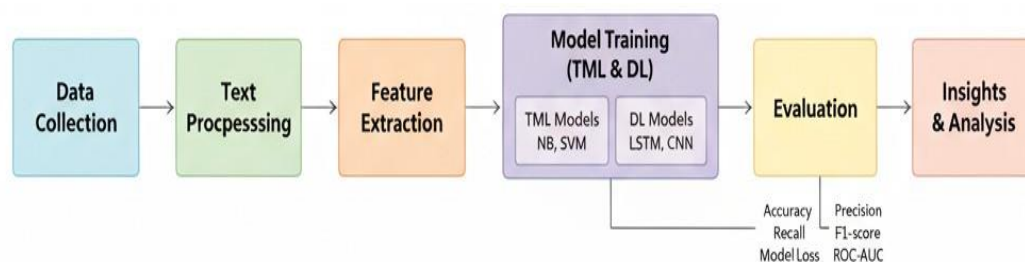 Data
Collection
Text
Procpesssing
Feature
Extraction
Model Training
(TML & DL)
TML Models
NB, SVM
DL Models
LSTM, CNN
Evaluation
Insights
& Analysis
Accuracy
Recall
Model Loss
Precision
F1-score
ROC-AUC